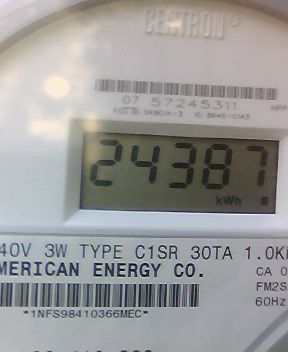 CENTRON
07 57245311
24387
kWh
40V 3W TYPE C1SR 30TA 1.0K
MERICAN ENERGY CO.
CA 0
FM2S
60Hz
*1NFS98410366MEC*